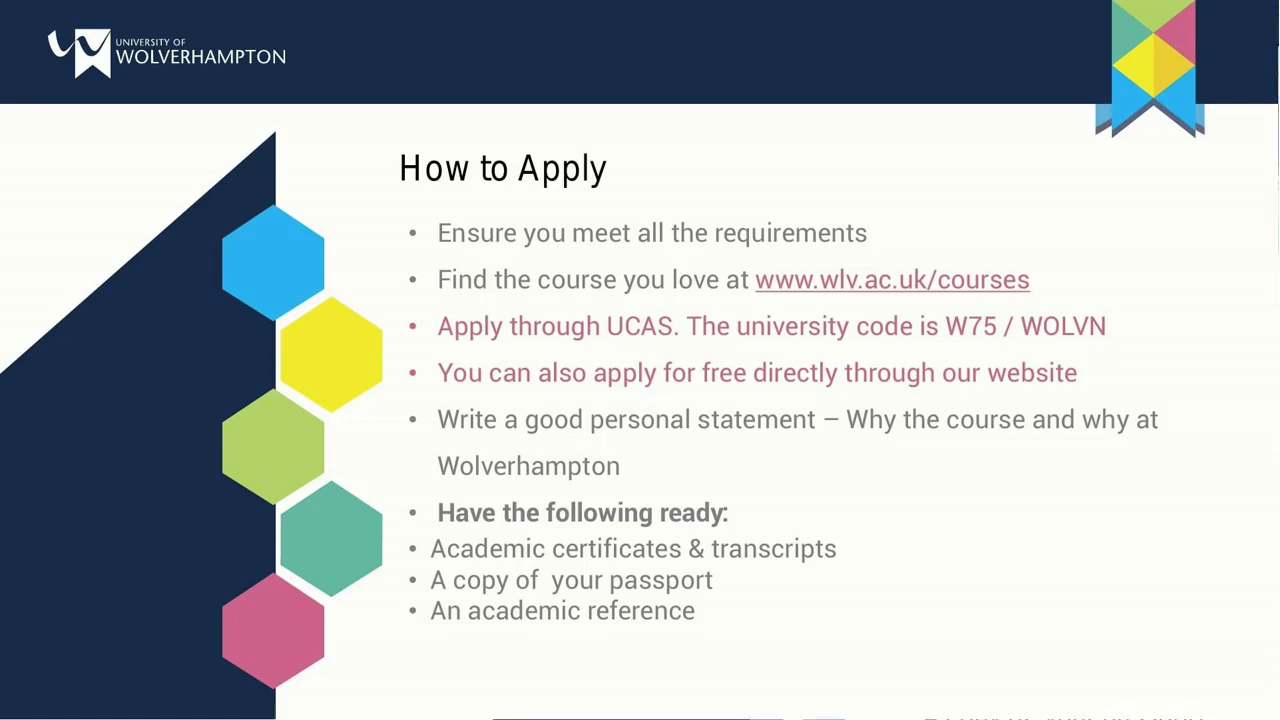 UNIVERSITY OF
WOLVERHAMPTON
How to Apply
• Ensure you meet all the requirements
• Find the course you love at www.wlv.ac.uk/courses
• Apply through UCAS. The university code is W75 / WOLVN
• You can also apply for free directly through our website
• Write a good personal statement – Why the course and why at
Wolverhampton
• Have the following ready:
• Academic certificates & transcripts
• A copy of  your passport
• An academic reference